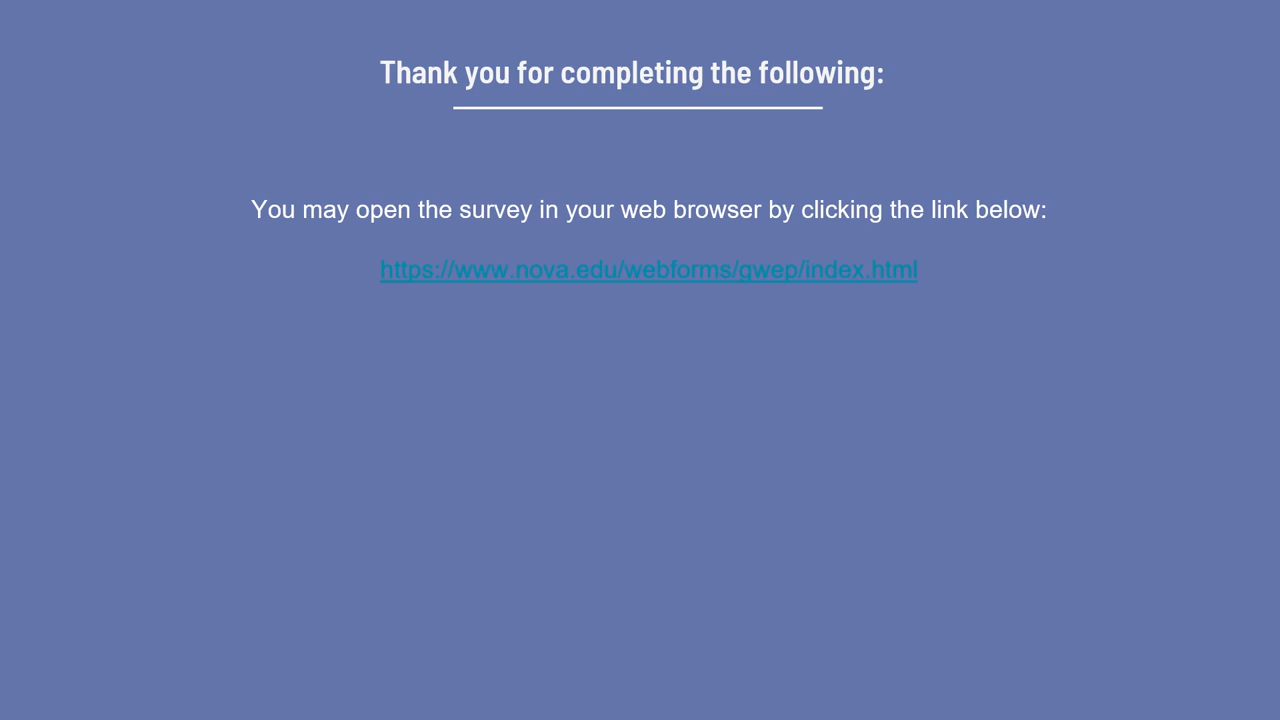 Thank you for completing the following:
You may open the survey in your web browser by clicking the link below:
https://www.nova.edu/webforms/gwep/index.html